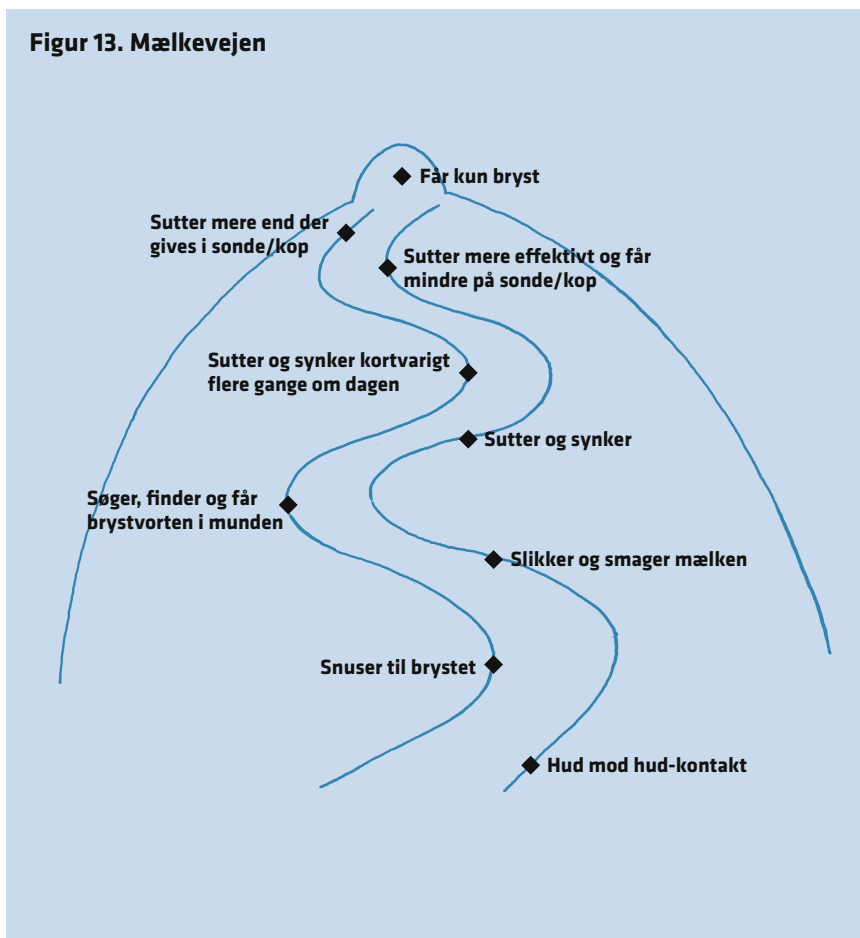 Figur 13. Mælkevejen
Får kun bryst
Sutter mere end der
gives i sonde/kop
Sutter mere effektivt og får
mindre på sonde/kop
Sutter og synker kortvarigt
flere gange om dagen
Sutter og synker
Søger, finder og får
brystvorten i munden
Slikker og smager mælken
Snuser til brystet
Hud mod hud-kontakt